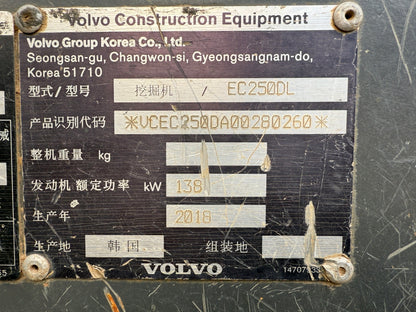 Volvo Construction Equipment
Volvo Group Korea Co., Ltd.
Seongsan-gu, Changwon-si, Gyeongsangnam-do,
Korea 51710
型式/型号 挖掘机 / EC250DL
产品识别代码 *VCEC250DA00280260*
整机重量 kg
发动机 额定功率 kW 138
生产年 2018
生产地 韩国 组装地
VOLVO